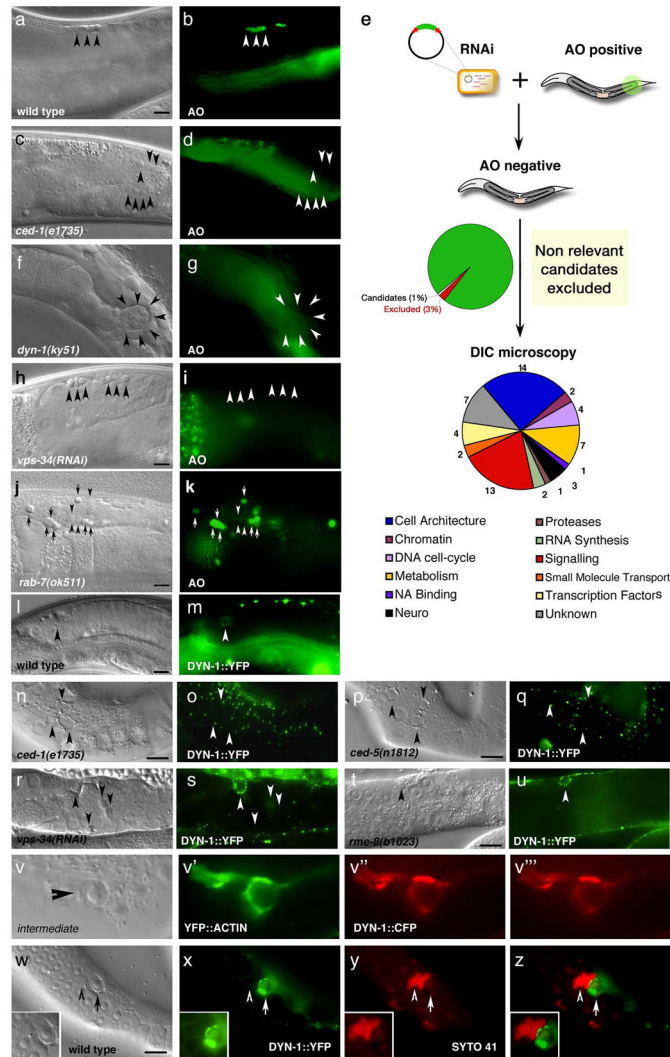 a
wild type
b
AO
c
ced-1(e1735)
d
AO
f
dyn-1(ky51)
g
AO
h
vps-34(RNAi)
i
AO
j
rab-7(ok511)
k
AO
l
wild type
m
DYN-1::YFP
e
RNAi
+
AO positive
AO negative
Candidates (1%)
Excluded (3%)
Non relevant
candidates
excluded
DIC microscopy
14
2
4
7
1
3
1
2
13
2
4
7
Cell Architecture
Chromatin
DNA cell-cycle
Metabolism
NA Binding
Neuro
Proteases
RNA Synthesis
Signalling
Small Molecule Transport
Transcription Factors
Unknown
n
ced-1(e1735)
o
DYN-1::YFP
p
ced-5(n1812)
q
DYN-1::YFP
r
vps-34(RNAi)
s
DYN-1::YFP
t
rme-8(b1023)
u
DYN-1::YFP
v
intermediate
v'
YFP::ACTIN
v''
DYN-1::CFP
v'''
w
wild type
x
DYN-1::YFP
y
SYTO 41
z